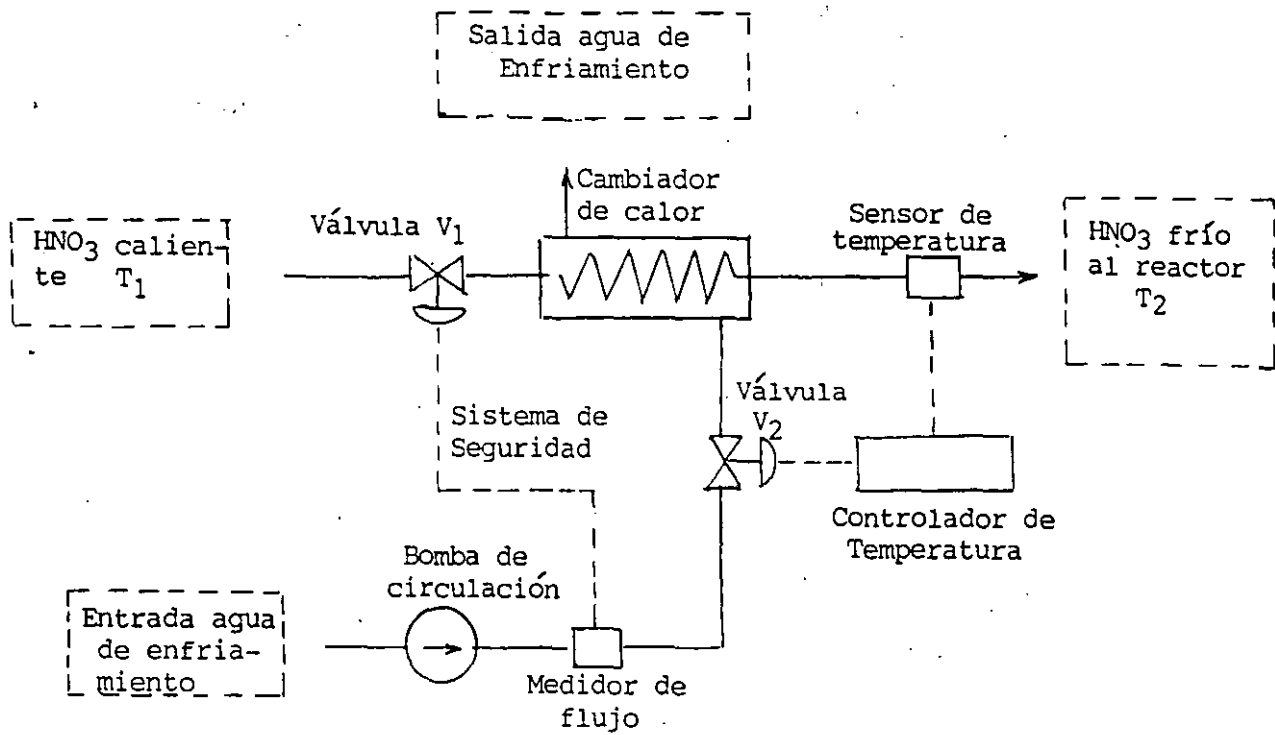 Salida agua de
Enfriamiento
Cambiador
de calor
HNO3 calien-
te T1
Válvula V1
Sensor de
temperatura
HNO3 frío
al reactor
T2
Sistema de
Seguridad
Válvula
V2
Controlador de
Temperatura
Bomba de
circulación
Entrada agua
de enfria-
miento
Medidor de
flujo